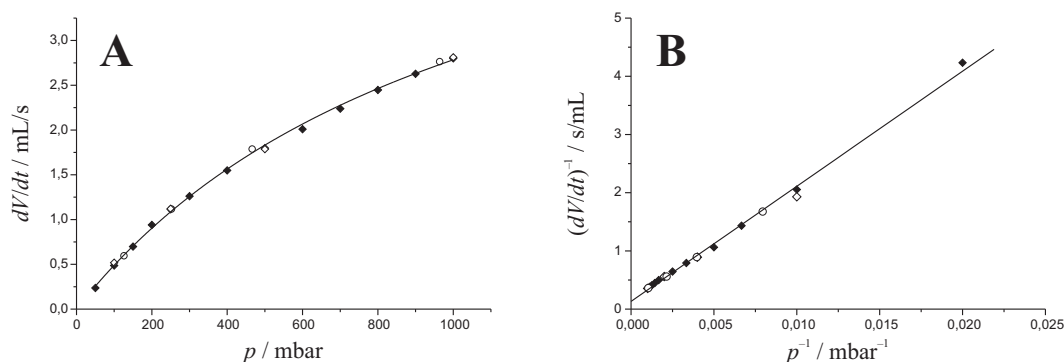 A
3,0
2,5
2,0
1,5
1,0
0,5
0,0
dV/dt / mL/s
0 200 400 600 800 1000
p / mbar
B
5
4
3
2
1
0
(dV/dt)⁻¹ / s/mL
0,000 0,005 0,010 0,015 0,020 0,025
p⁻¹ / mbar⁻¹